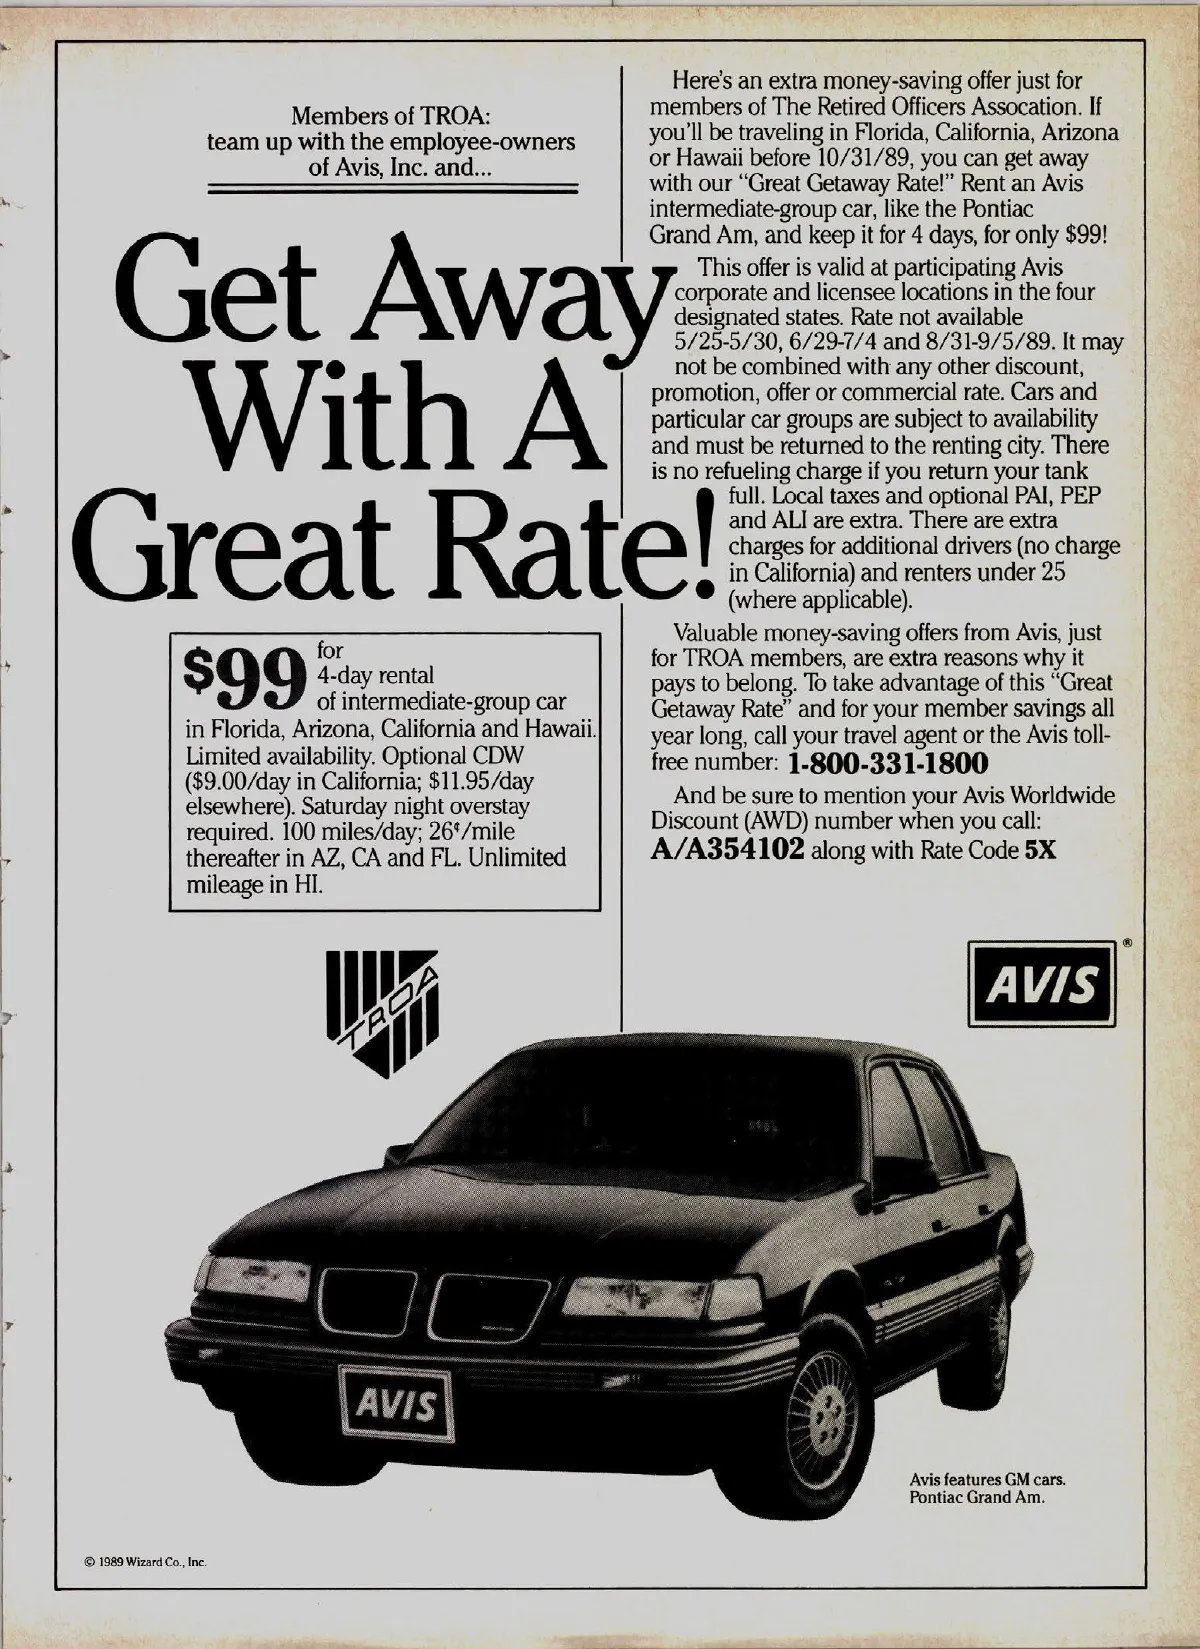 Members of TROA:
team up with the employee-owners
of Avis, Inc. and...
Get Away
With A
Great Rate!
$99 for
4-day rental
of intermediate-group car
in Florida, Arizona, California and Hawaii.
Limited availability. Optional CDW
($9.00/day in California; $11.95/day
elsewhere). Saturday night overstay
required. 100 miles/day; 26¢/mile
thereafter in AZ, CA and FL. Unlimited
mileage in HI.
Here's an extra money-saving offer just for
members of The Retired Officers Assocation. If
you'll be traveling in Florida, California, Arizona
or Hawaii before 10/31/89, you can get away
with our "Great Getaway Rate!" Rent an Avis
intermediate-group car, like the Pontiac
Grand Am, and keep it for 4 days, for only $99!
This offer is valid at participating Avis
corporate and licensee locations in the four
designated states. Rate not available
5/25-5/30, 6/29-7/4 and 8/31-9/5/89. It may
not be combined with any other discount,
promotion, offer or commercial rate. Cars and
particular car groups are subject to availability
and must be returned to the renting city. There
is no refueling charge if you return your tank
full. Local taxes and optional PAI, PEP
and ALI are extra. There are extra
charges for additional drivers (no charge
in California) and renters under 25
(where applicable).
Valuable money-saving offers from Avis, just
for TROA members, are extra reasons why it
pays to belong. To take advantage of this "Great
Getaway Rate" and for your member savings all
year long, call your travel agent or the Avis toll-
free number: 1-800-331-1800
And be sure to mention your Avis Worldwide
Discount (AWD) number when you call:
A/A354102 along with Rate Code 5X
TROA
AVIS®
AVIS
Avis features GM cars.
Pontiac Grand Am.
© 1989 Wizard Co., Inc.